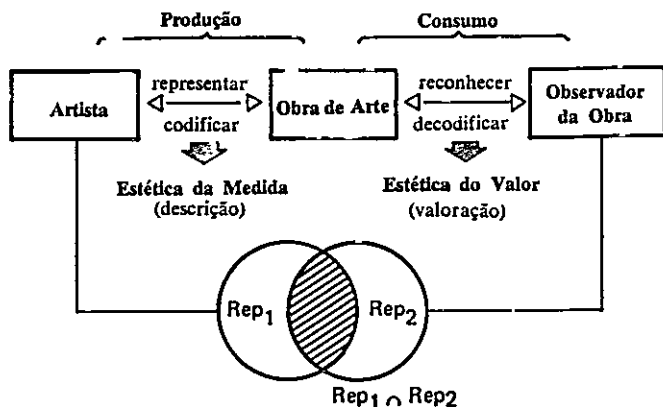 Produção Consumo
Artista
representar
codificar
Obra de Arte
reconhecer
decodificar
Observador
da Obra
Estética da Medida
(descrição)
Estética do Valor
(valoração)
Rep₁ Rep₂
Rep₁ ∩ Rep₂